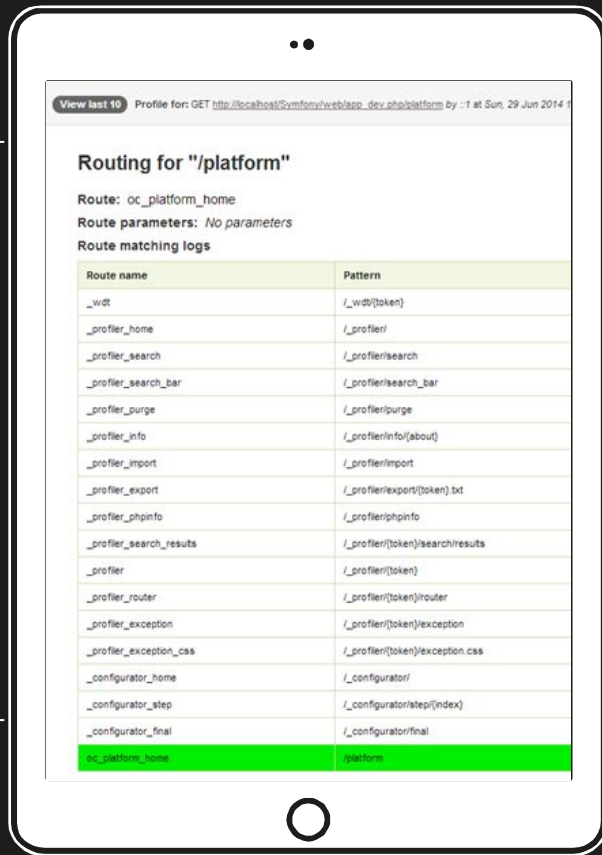 View last 10 Profile for: GET http://localhost/Symfony/web/app_dev.php/platform by ::1 at Sun, 29 Jun 2014 1
Routing for "/platform"
Route: oc_platform_home
Route parameters: No parameters
Route matching logs
Route name Pattern
_wdt /_wdt/{token}
_profiler_home /_profiler/
_profiler_search /_profiler/search
_profiler_search_bar /_profiler/search_bar
_profiler_purge /_profiler/purge
_profiler_info /_profiler/info/{about}
_profiler_import /_profiler/import
_profiler_export /_profiler/export/{token}.txt
_profiler_phpinfo /_profiler/phpinfo
_profiler_search_results /_profiler/{token}/search/results
_profiler /_profiler/{token}
_profiler_router /_profiler/{token}/router
_profiler_exception /_profiler/{token}/exception
_profiler_exception_css /_profiler/{token}/exception.css
_configurator_home /_configurator/
_configurator_step /_configurator/step/{index}
_configurator_final /_configurator/final
oc_platform_home /platform